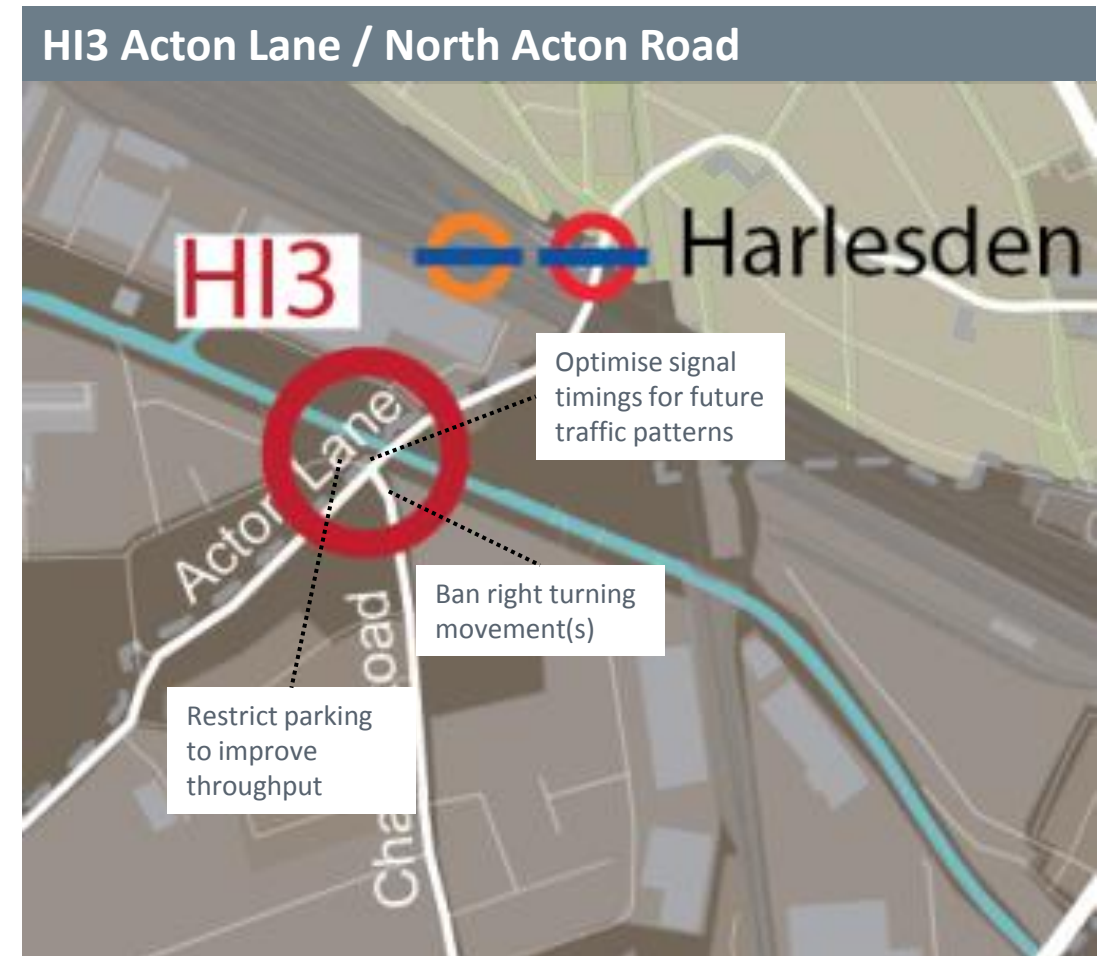 HI3 Acton Lane / North Acton Road
Harlesden
HI3
Optimise signal
timings for future
traffic patterns
Acton Lane
Ban right turning
movement(s)
Road
Restrict parking
to improve
throughput